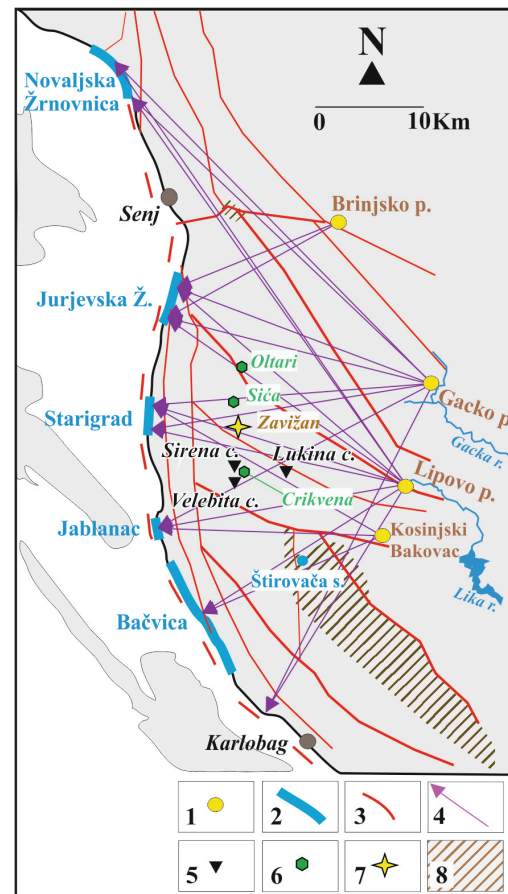 N
0 10Km
Novaljska
Žrnovnica
Senj
Brinjsko p.
Jurjevska Ž.
Oltari
Sića
Starigrad
Zavižan
Gacko p.
Gacka r.
Sirena c.
Lukina c.
Lipovo p.
Velebita c.
Crikvena
Jablanac
Kosinjski
Bakovac
Štirovača s.
Lika r.
Bačvica
Karlobag
1
2
3
4
5
6
7
8